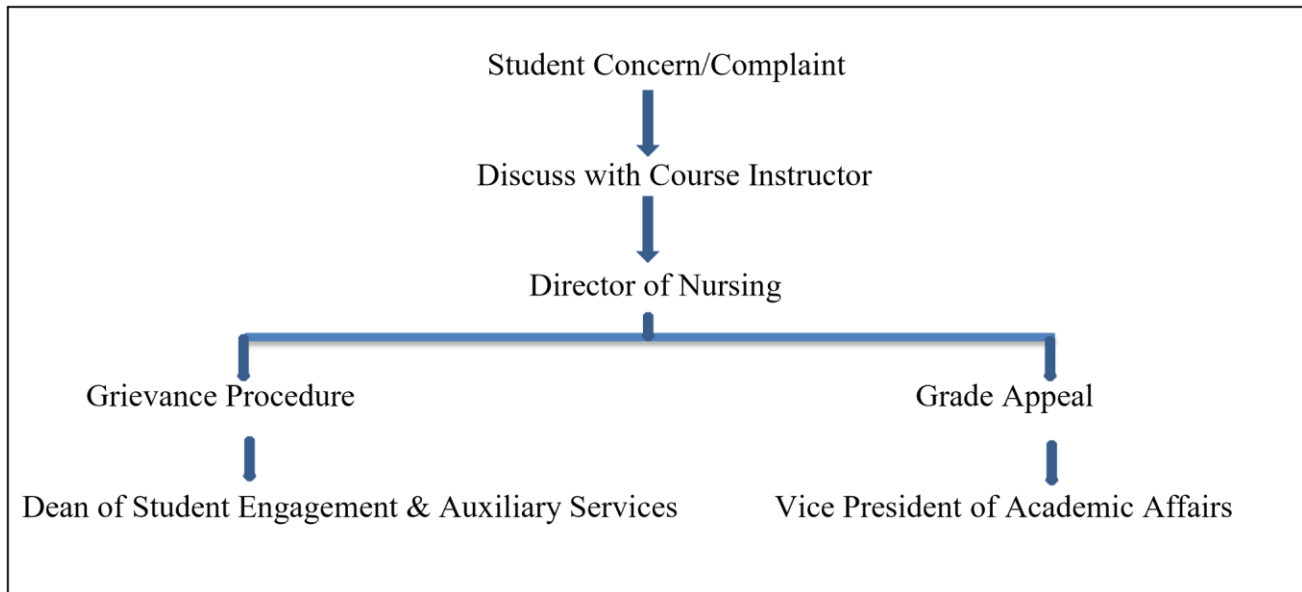 Student Concern/Complaint
Discuss with Course Instructor
Director of Nursing
Grievance Procedure
Grade Appeal
Dean of Student Engagement & Auxiliary Services
Vice President of Academic Affairs